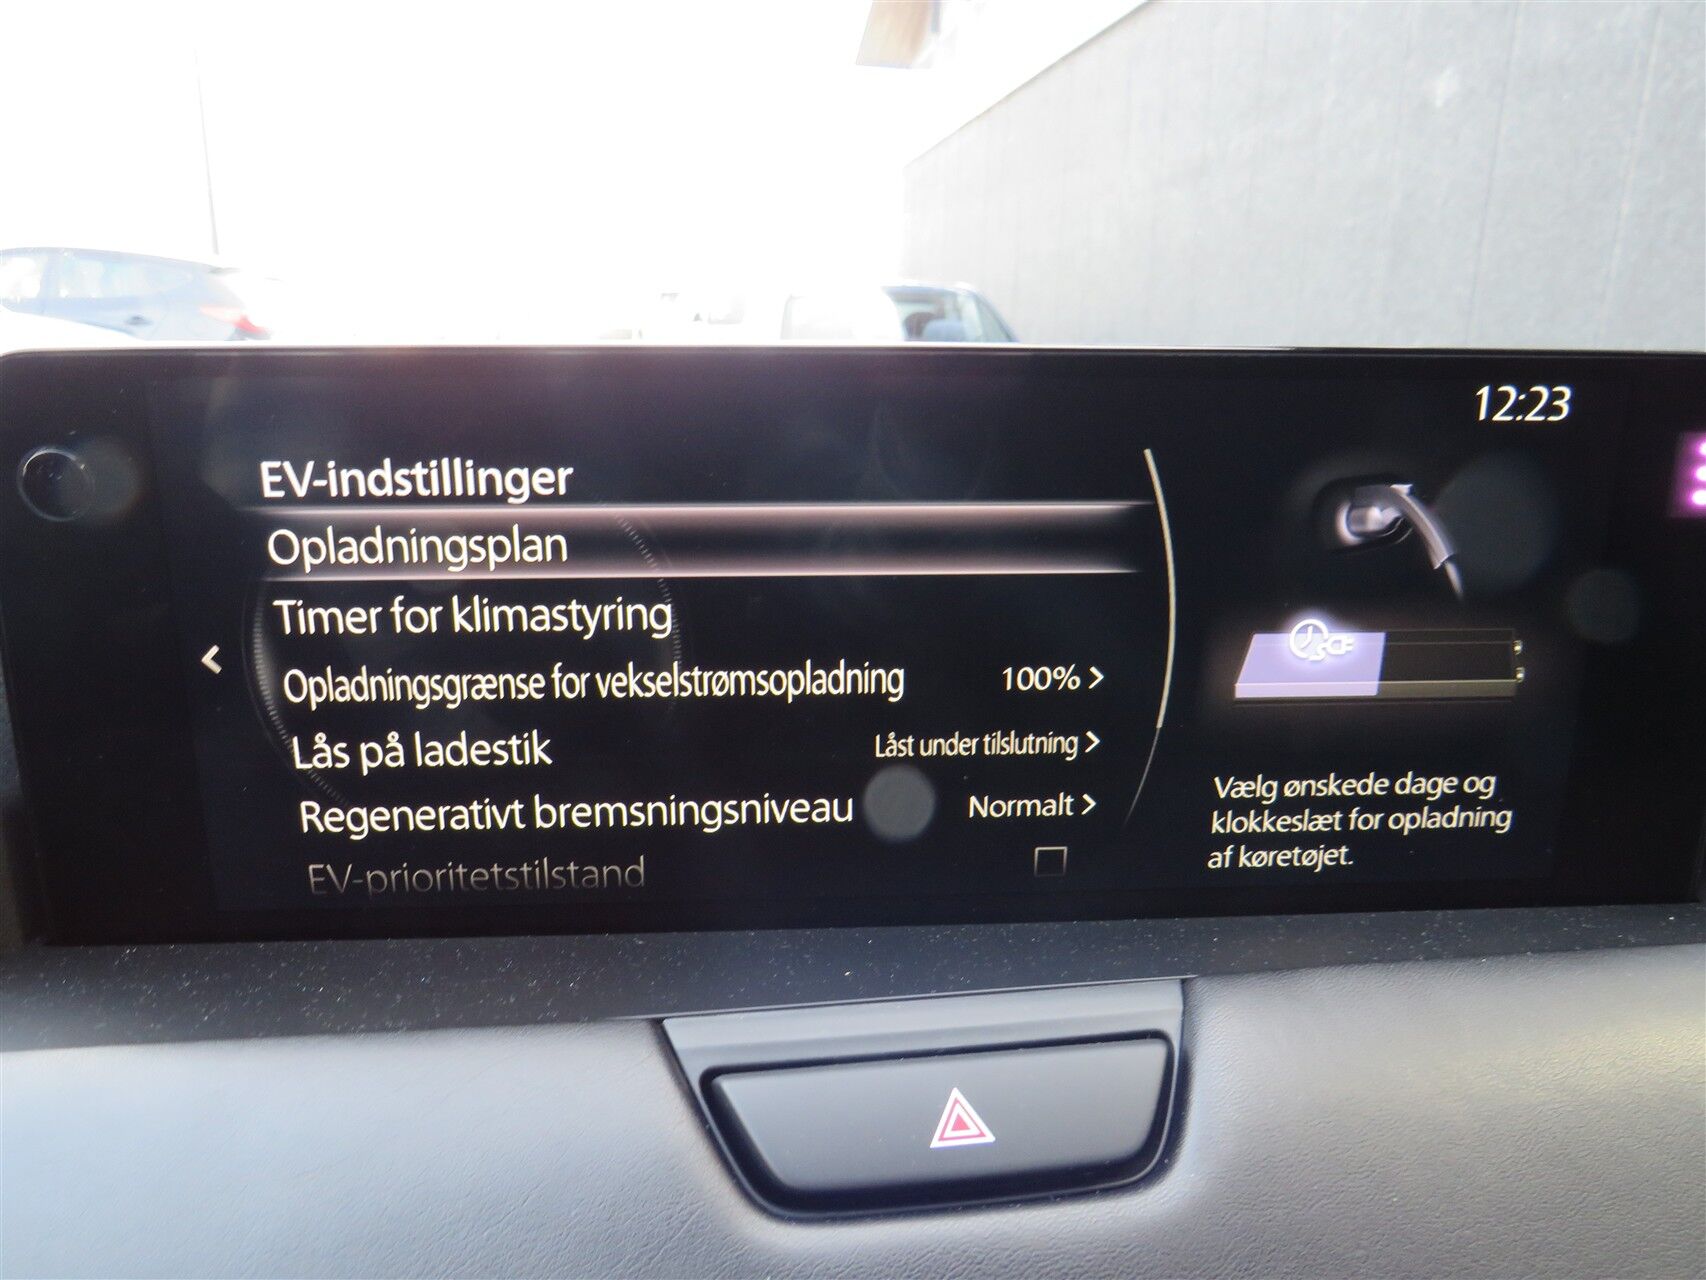 12:23
EV-indstillinger
Opladningsplan
Timer for klimastyring
Opladningsgrænse for vekselstrømsopladning 100% >
Lås på ladestik Låst under tilslutning >
Regenerativt bremsningsniveau Normalt >
EV-prioritetstilstand
Vælg ønskede dage og
klokkeslæt for opladning
af køretøjet.